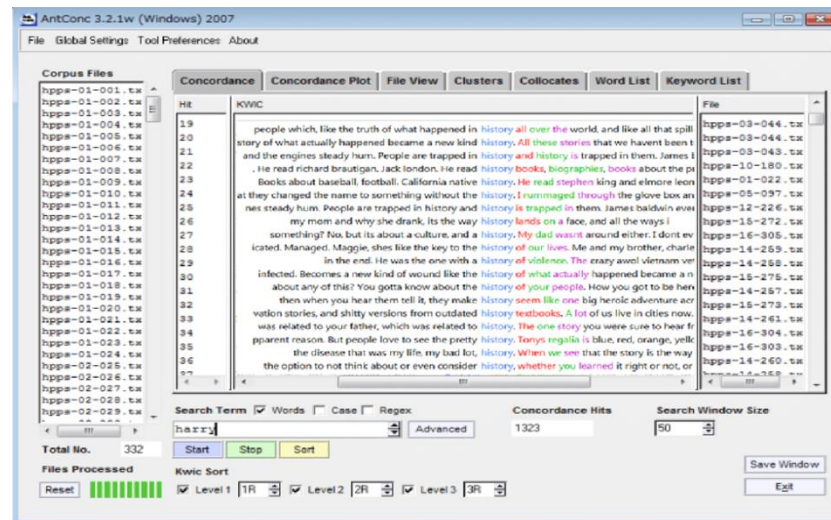 AntConc 3.2.1w (Windows) 2007
File Global Settings Tool Preferences About
Corpus Files
hpps-01-001.tx
hpps-01-002.tx
hpps-01-003.tx
hpps-01-004.tx
hpps-01-005.tx
hpps-01-006.tx
hpps-01-007.tx
hpps-01-008.tx
hpps-01-009.tx
hpps-01-010.tx
hpps-01-011.tx
hpps-01-012.tx
hpps-01-013.tx
hpps-01-014.tx
hpps-01-015.tx
hpps-01-016.tx
hpps-01-017.tx
hpps-01-018.tx
hpps-01-019.tx
hpps-01-020.tx
hpps-01-021.tx
hpps-01-022.tx
hpps-01-023.tx
hpps-01-024.tx
hpps-02-025.tx
hpps-02-026.tx
hpps-02-027.tx
hpps-02-028.tx
hpps-02-029.tx
Total No. 332
Files Processed
Reset
Concordance Concordance Plot File View Clusters Collocates Word List Keyword List
Hit KWIC File
19 people which, like the truth of what happened in history all over the world, and like all that spill hpps-03-044.tx
20 story of what actually happened became a new kind history. All these stories that we havent been t hpps-03-044.tx
21 and the engines steady hum. People are trapped in history and history is trapped in them. James b hpps-03-043.tx
22 . He read richard brautigan. Jack london. He read history books, biographies, books about the pr hpps-10-180.tx
23 Books about baseball, football. California native history. He read stephen king and elmore leon hpps-01-022.tx
24 at they changed the name to something without the history. I rummaged through the glove box an hpps-05-097.tx
25 nes steady hum. People are trapped in history and history is trapped in them. James baldwin even hpps-12-226.tx
26 my mom and why she drank, its the way history lands on a face, and all the ways i hpps-15-272.tx
27 something? No, but its about a culture, and a history. My dad wasnt around either. I dont ev hpps-16-305.tx
28 icated. Managed. Maggie, shes like the key to the history of our lives. Me and my brother, charle hpps-14-259.tx
29 in the end. He was the one with a history of violence. The crazy awol vietnam vet hpps-14-258.tx
30 infected. Becomes a new kind of wound like the history of what actually happened became a n hpps-15-275.tx
31 about any of this? You gotta know about the history of your people. How you got to be here hpps-14-257.tx
32 then when you hear them tell it, they make history seem like one big heroic adventure acr hpps-15-273.tx
33 vation stories, and shitty versions from outdated history textbooks. A lot of us live in cities now. hpps-14-261.tx
34 was related to your father, which was related to history. The one story you were sure to hear fr hpps-16-304.tx
35 pparent reason. But people love to see the pretty history. Tonys regalia is blue, red, orange, yello hpps-16-303.tx
36 the disease that was my life, my bad lot, history. When we see that the story is the way hpps-14-260.tx
the option to not think about or even consider history, whether you learned it right or not, or
Search Term Words Case Regex Concordance Hits Search Window Size
harry Advanced 1323 50
Start Stop Sort
Save Window
Kwic Sort
Level 1 1R Level 2 2R Level 3 3R
Exit